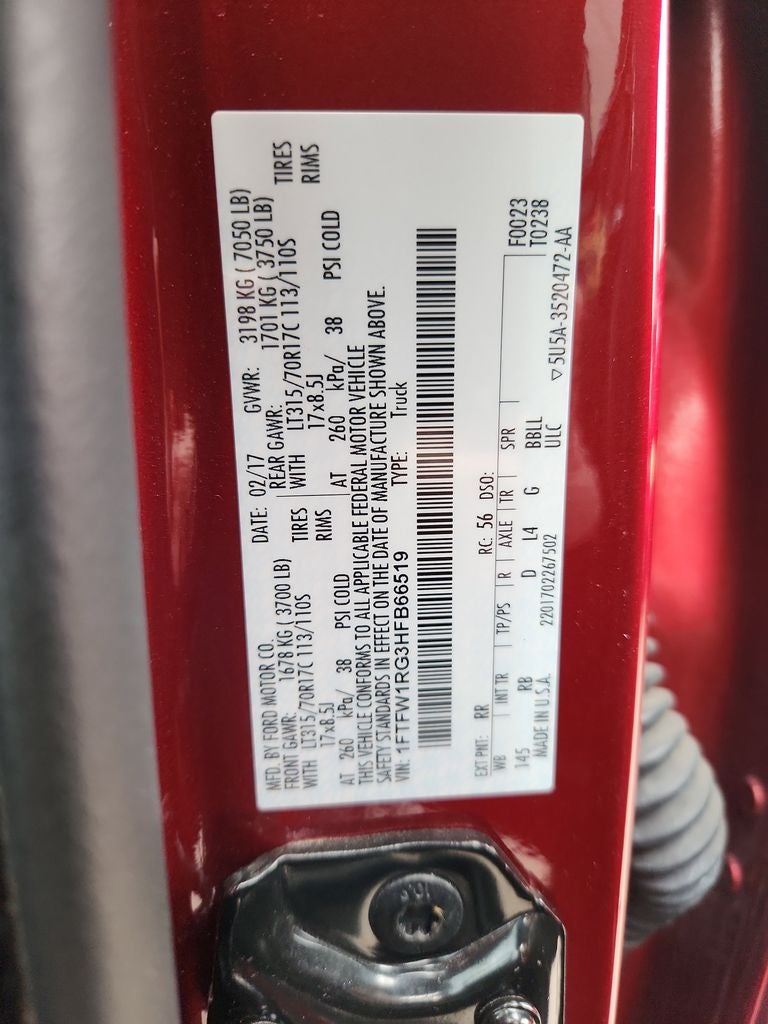 MFD. BY FORD MOTOR CO. DATE: 02/17 GVWR: 3198 KG ( 7050 LB)
FRONT GAWR: 1678 KG ( 3700 LB) REAR GAWR: 1701 KG ( 3750 LB)
WITH LT315/70R17C 113/110S TIRES WITH LT315/70R17C 113/110S TIRES
17x8.5J RIMS 17x8.5J RIMS
AT 260 kPa/ 38 PSI COLD AT 260 kPa/ 38 PSI COLD
THIS VEHICLE CONFORMS TO ALL APPLICABLE FEDERAL MOTOR VEHICLE
SAFETY STANDARDS IN EFFECT ON THE DATE OF MANUFACTURE SHOWN ABOVE.
VIN: 1FTFW1RG3HFB66519 TYPE: Truck
EXT PNT: RR RC: 56 DSO:
WB INT TR TP/PS R AXLE TR SPR F0023
T0238
145 RB D L4 G BBLL
ULC
MADE IN U.S.A. 2201702267502 ▽ 5U5A-3520472-AA